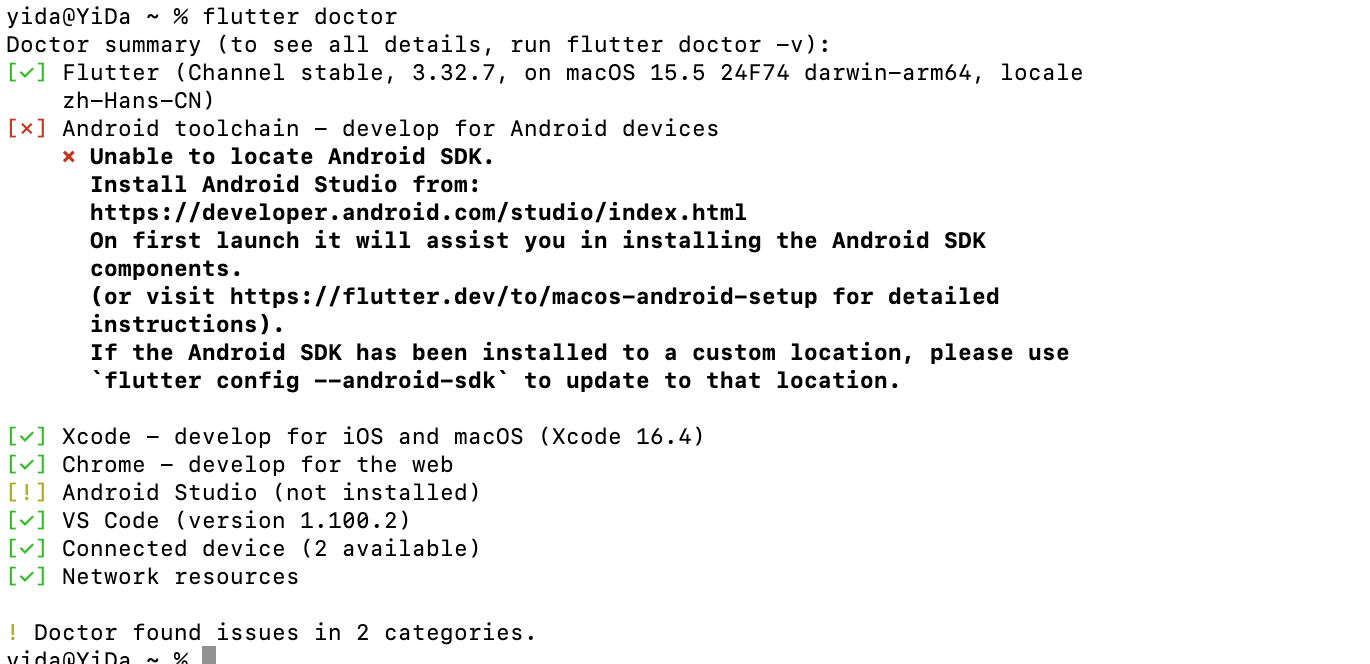 yida@YiDa ~ % flutter doctor
Doctor summary (to see all details, run flutter doctor -v):
[✓] Flutter (Channel stable, 3.32.7, on macOS 15.5 24F74 darwin-arm64, locale
zh-Hans-CN)
[✗] Android toolchain - develop for Android devices
✗ Unable to locate Android SDK.
Install Android Studio from:
https://developer.android.com/studio/index.html
On first launch it will assist you in installing the Android SDK
components.
(or visit https://flutter.dev/to/macos-android-setup for detailed
instructions).
If the Android SDK has been installed to a custom location, please use
`flutter config --android-sdk` to update to that location.
[✓] Xcode - develop for iOS and macOS (Xcode 16.4)
[✓] Chrome - develop for the web
[!] Android Studio (not installed)
[✓] VS Code (version 1.100.2)
[✓] Connected device (2 available)
[✓] Network resources
! Doctor found issues in 2 categories.
yida@YiDa ~ %